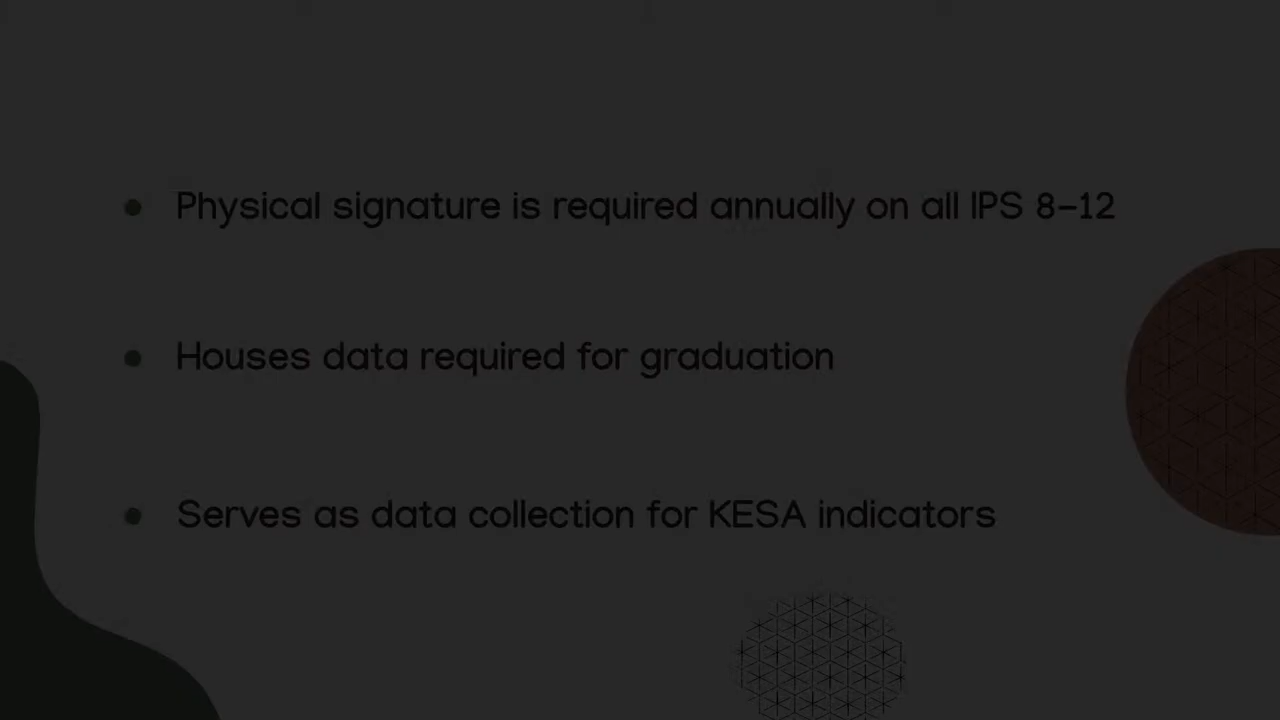 Physical signature is required annually on all IPS 8-12
Houses data required for graduation
Serves as data collection for KESA indicators